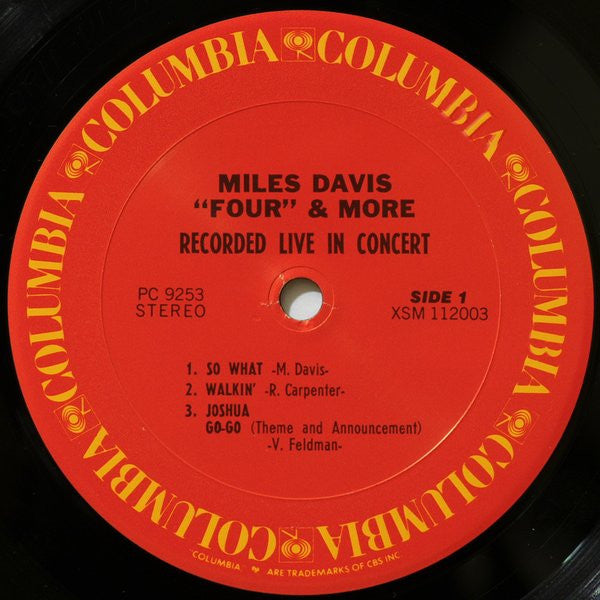 COLUMBIA COLUMBIA COLUMBIA COLUMBIA COLUMBIA COLUMBIA COLUMBIA COLUMBIA
MILES DAVIS
“FOUR” & MORE
RECORDED LIVE IN CONCERT
PC 9253
STEREO
SIDE 1
XSM 112003
1. SO WHAT -M. Davis-
2. WALKIN' -R. Carpenter-
3. JOSHUA
GO-GO (Theme and Announcement)
-V. Feldman-
"COLUMBIA" ARE TRADEMARKS OF CBS INC.